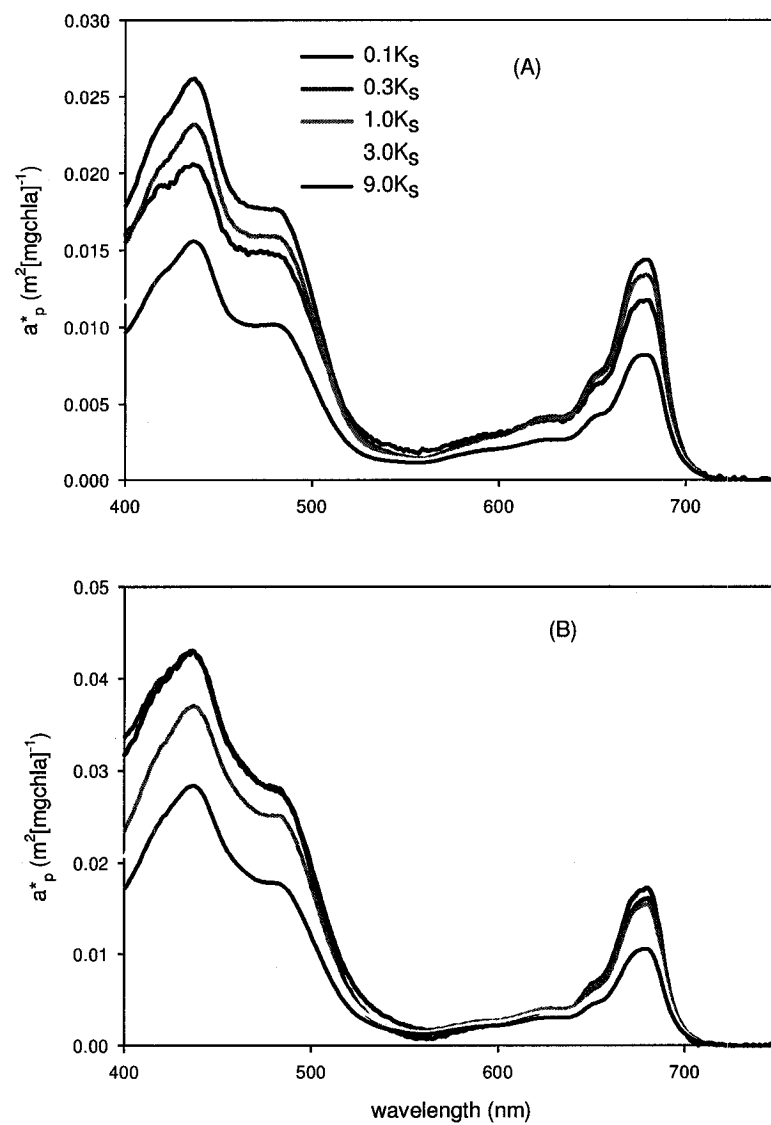 0.030
0.025
0.020
0.015
0.010
0.005
0.000
a*p (m²[mgchla]⁻¹)
0.1KS
0.3KS
1.0KS
3.0KS
9.0KS
(A)
400 500 600 700
0.05
0.04
0.03
0.02
0.01
0.00
a*p (m²[mgchla]⁻¹)
(B)
400 500 600 700
wavelength (nm)